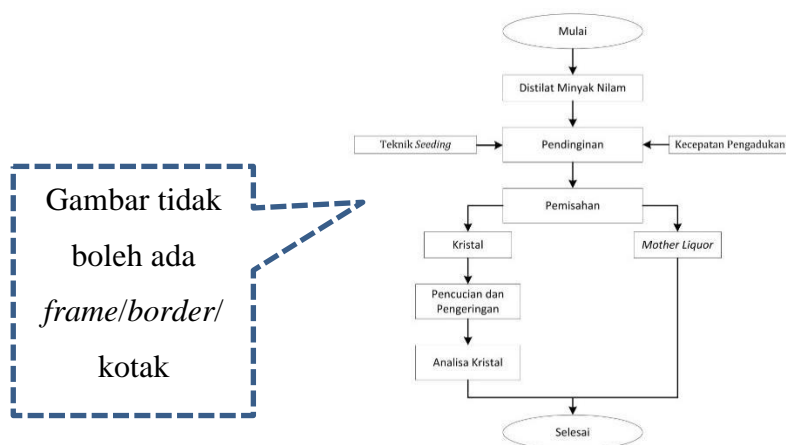 Mulai
Distilat Minyak Nilam
Teknik Seeding
Pendinginan
Kecepatan Pengadukan
Gambar tidak
boleh ada
frame/border/
kotak
Pemisahan
Kristal
Mother Liquor
Pencucian dan
Pengeringan
Analisa Kristal
Selesai